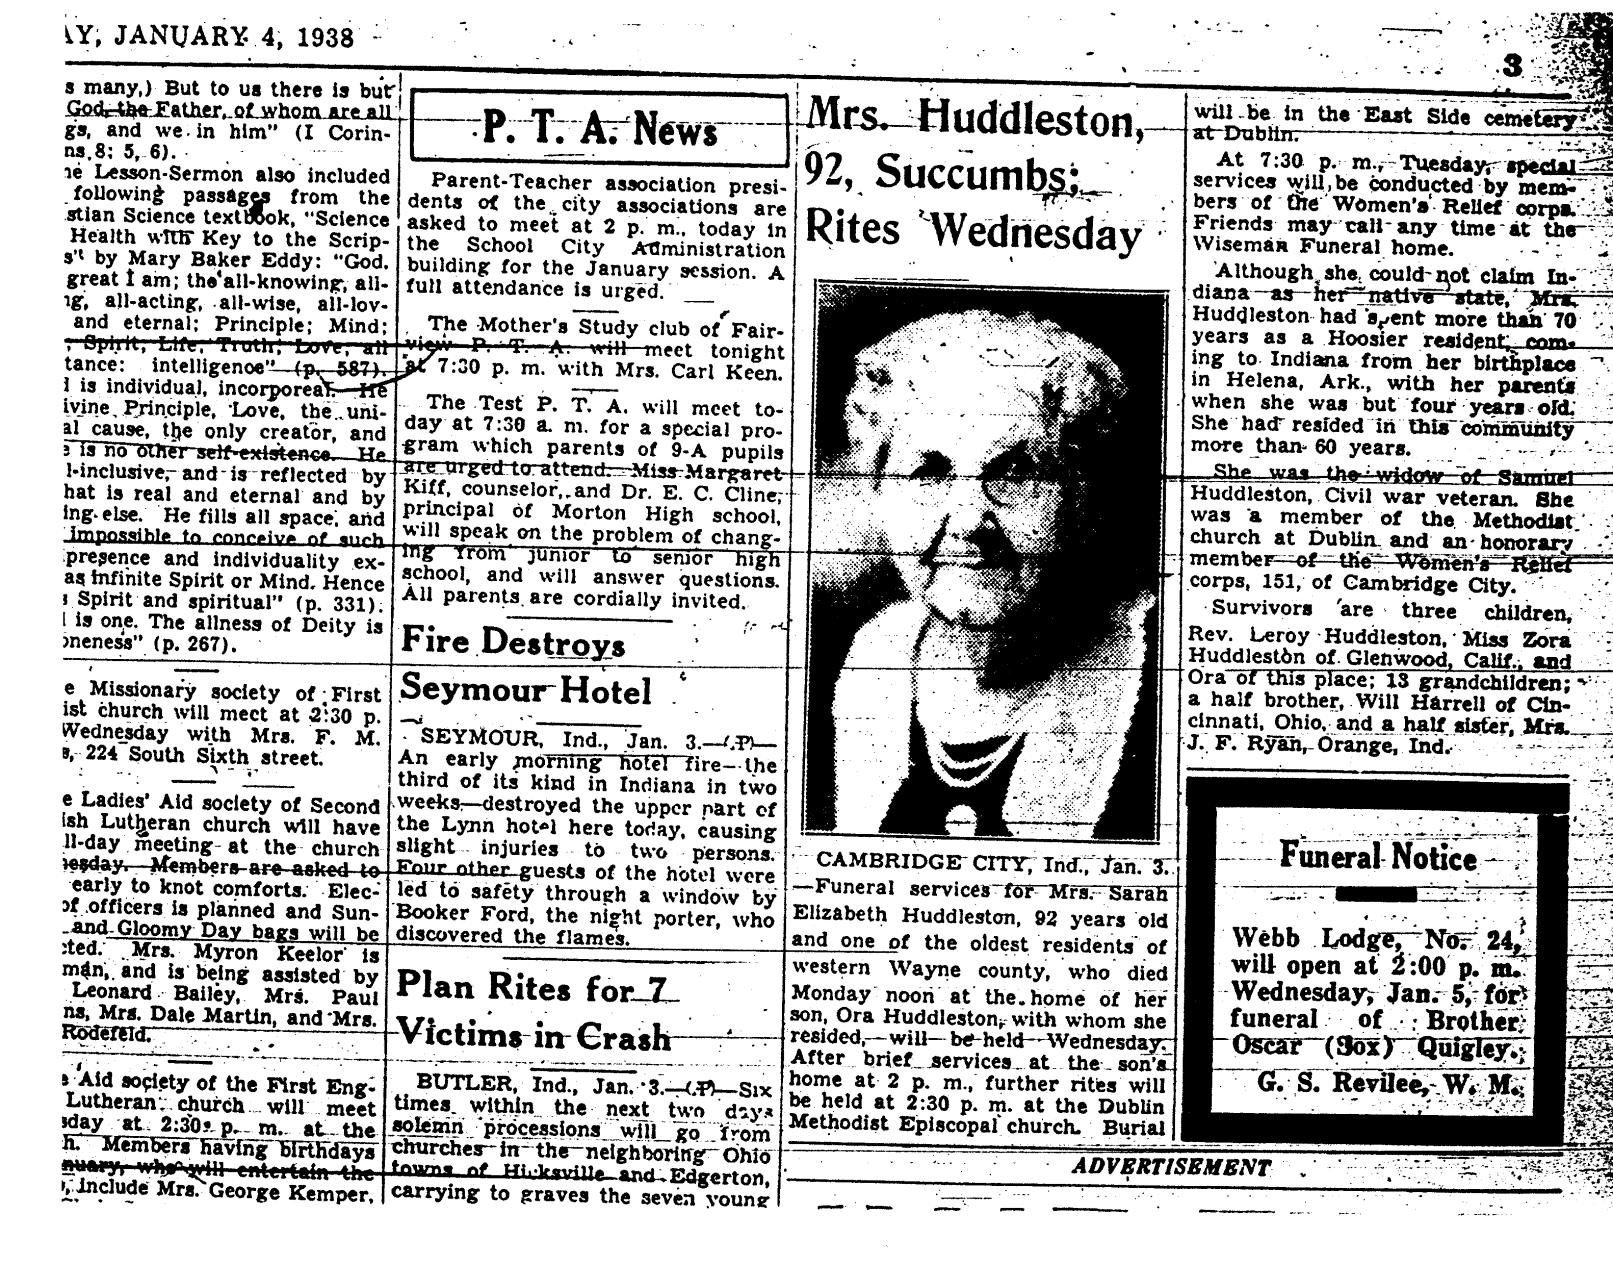 AY, JANUARY 4, 1938
3
s many,) But to us there is but
God, the Father, of whom are all
gs, and we in him" (I Corin-
ns 8: 5, 6).
he Lesson-Sermon also included
following passages from the
stian Science textbook, "Science
Health with Key to the Scrip-
s" by Mary Baker Eddy: "God.
great I am; the all-knowing, all-
ng, all-acting, all-wise, all-lov-
and eternal; Principle; Mind;
; Spirit; Life; Truth; Love; all
tance: intelligence" (p. 587).
l is individual, incorporeal. He
ivine Principle, Love, the uni-
al cause, the only creator, and
e is no other self-existence. He
l-inclusive, and is reflected by
hat is real and eternal and by
ing else. He fills all space, and
impossible to conceive of such
presence and individuality ex-
as infinite Spirit or Mind. Hence
Spirit and spiritual" (p. 331).
l is one. The allness of Deity is
oneness" (p. 267).
e Missionary society of First
ist church will meet at 2:30 p.
Wednesday with Mrs. F. M.
s, 224 South Sixth street.
e Ladies' Aid society of Second
ish Lutheran church will have
ll-day meeting at the church
nesday. Members are asked to
early to knot comforts. Elec-
of officers is planned and Sun-
and Gloomy Day bags will be
cted. Mrs. Myron Keelor is
man, and is being assisted by
Leonard Bailey, Mrs. Paul
ns, Mrs. Dale Martin, and Mrs.
Rodefeld.
e Aid society of the First Eng-
Lutheran church will meet
sday at 2:30 p. m. at the
h. Members having birthdays
nuary, who will entertain the
, include Mrs. George Kemper,
P. T. A. News
Parent-Teacher association presi-
dents of the city associations are
asked to meet at 2 p. m., today in
the School City Administration
building for the January session. A
full attendance is urged.
The Mother's Study club of Fair-
view P. T. A. will meet tonight
at 7:30 p. m. with Mrs. Carl Keen.
The Test P. T. A. will meet to-
day at 7:30 a. m. for a special pro-
gram which parents of 9-A pupils
are urged to attend. Miss Margaret
Kiff, counselor, and Dr. E. C. Cline,
principal of Morton High school,
will speak on the problem of chang-
ing from junior to senior high
school, and will answer questions.
All parents are cordially invited.
Fire Destroys
Seymour Hotel
SEYMOUR, Ind., Jan. 3.—(AP)—
An early morning hotel fire—the
third of its kind in Indiana in two
weeks,—destroyed the upper part of
the Lynn hotel here today, causing
slight injuries to two persons.
Four other guests of the hotel were
led to safety through a window by
Booker Ford, the night porter, who
discovered the flames.
Plan Rites for 7
Victims in Crash
BUTLER, Ind., Jan. 3.—(AP)—Six
times within the next two days
solemn processions will go from
churches in the neighboring Ohio
towns of Hicksville and Edgerton,
carrying to graves the seven young
Mrs. Huddleston,
92, Succumbs;
Rites Wednesday
CAMBRIDGE CITY, Ind., Jan. 3.
—Funeral services for Mrs. Sarah
Elizabeth Huddleston, 92 years old
and one of the oldest residents of
western Wayne county, who died
Monday noon at the home of her
son, Ora Huddleston, with whom she
resided, will be held Wednesday.
After brief services at the son's
home at 2 p. m., further rites will
be held at 2:30 p. m. at the Dublin
Methodist Episcopal church. Burial
will be in the East Side cemetery
at Dublin.
At 7:30 p. m., Tuesday, special
services will be conducted by mem-
bers of the Women's Relief corps.
Friends may call any time at the
Wiseman Funeral home.
Although she could not claim In-
diana as her native state, Mrs.
Huddleston had spent more than 70
years as a Hoosier resident, com-
ing to Indiana from her birthplace
in Helena, Ark., with her parents
when she was but four years old.
She had resided in this community
more than 60 years.
She was the widow of Samuel
Huddleston, Civil war veteran. She
was a member of the Methodist
church at Dublin and an honorary
member of the Women's Relief
corps, 151, of Cambridge City.
Survivors are three children,
Rev. Leroy Huddleston, Miss Zora
Huddleston of Glenwood, Calif., and
Ora of this place; 13 grandchildren;
a half brother, Will Harrell of Cin-
cinnati, Ohio, and a half sister, Mrs.
J. F. Ryan, Orange, Ind.
Funeral Notice
Webb Lodge, No. 24,
will open at 2:00 p. m.
Wednesday, Jan. 5, for
funeral of Brother
Oscar (Sox) Quigley.
G. S. Revilee, W. M.
ADVERTISEMENT